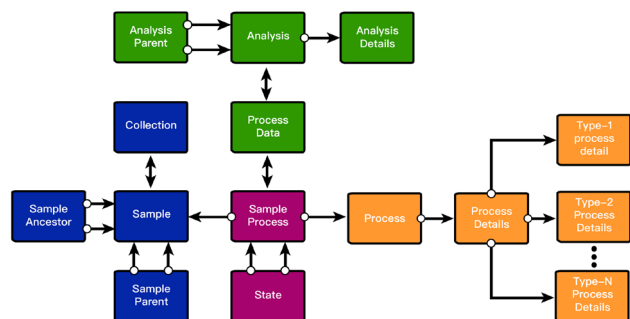 Analysis
Parent
Analysis
Analysis
Details
Collection
Process
Data
Type-1
process
detail
Sample
Ancestor
Sample
Sample
Process
Process
Process
Details
Type-2
Process
Details
Sample
Parent
State
Type-N
Process
Details